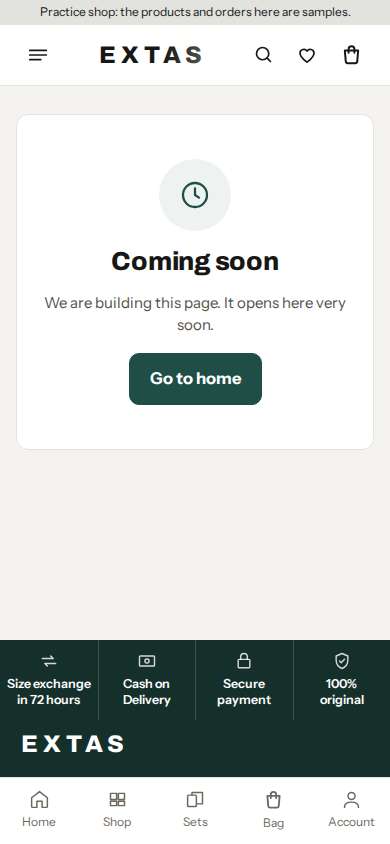 Practice shop: the products and orders here are samples.
EXTAS
Coming soon
We are building this page. It opens here very
soon.
Go to home
Size exchange
in 72 hours
Cash on
Delivery
Secure
payment
100%
original
EXTAS
Home
Shop
Sets
Bag
Account